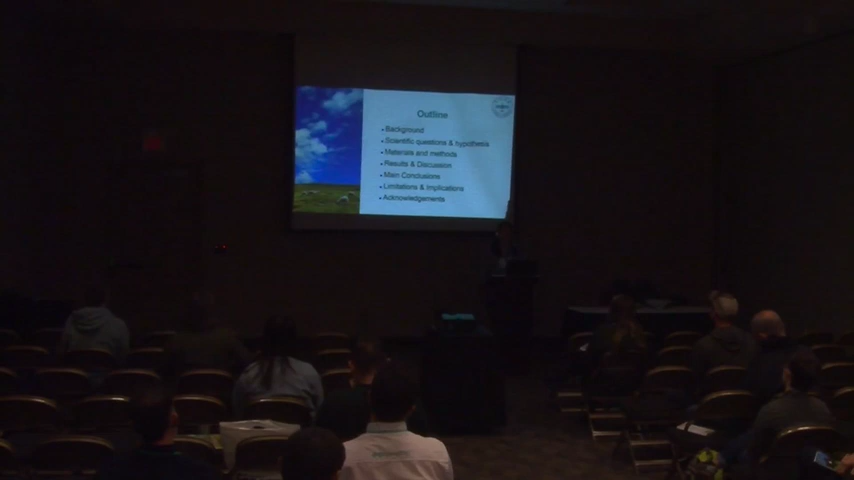 Outline
• Background
• Scientific questions & hypothesis
• Materials and methods
• Results & Discussion
• Main Conclusions
• Limitations & Implications
• Acknowledgements